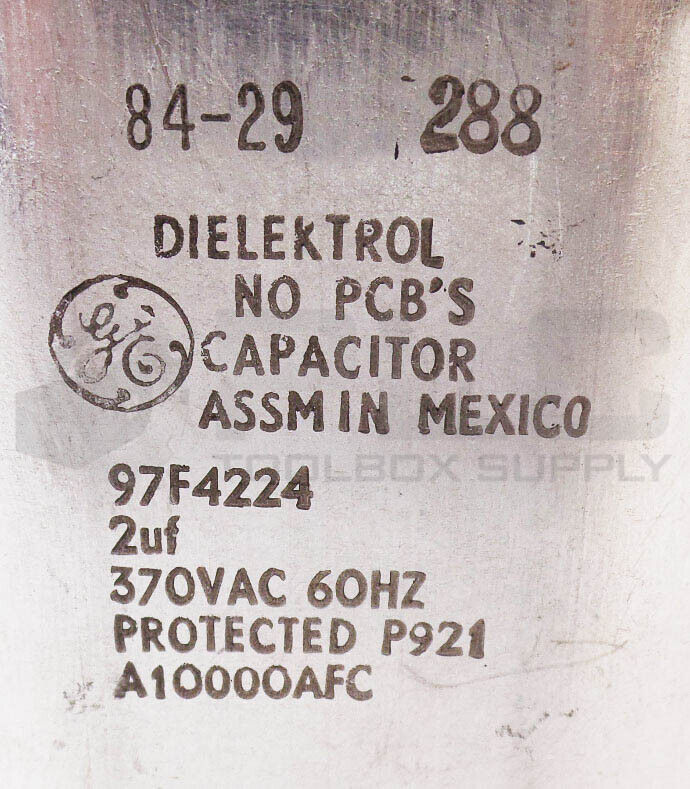 84-29 288
DIELEKTROL
NO PCB'S
GE
CAPACITOR
ASSM IN MEXICO
TOOLBOX SUPPLY
97F4224
2uf
370VAC 60HZ
PROTECTED P921
A10000AFC